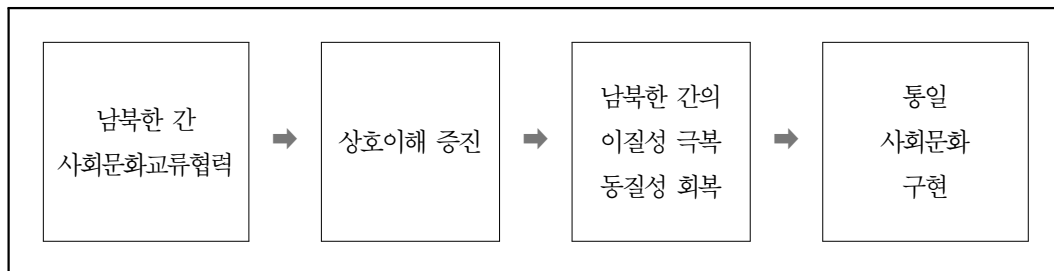 남북한 간
사회문화교류협력
상호이해 증진
남북한 간의
이질성 극복
동질성 회복
통일
사회문화
구현